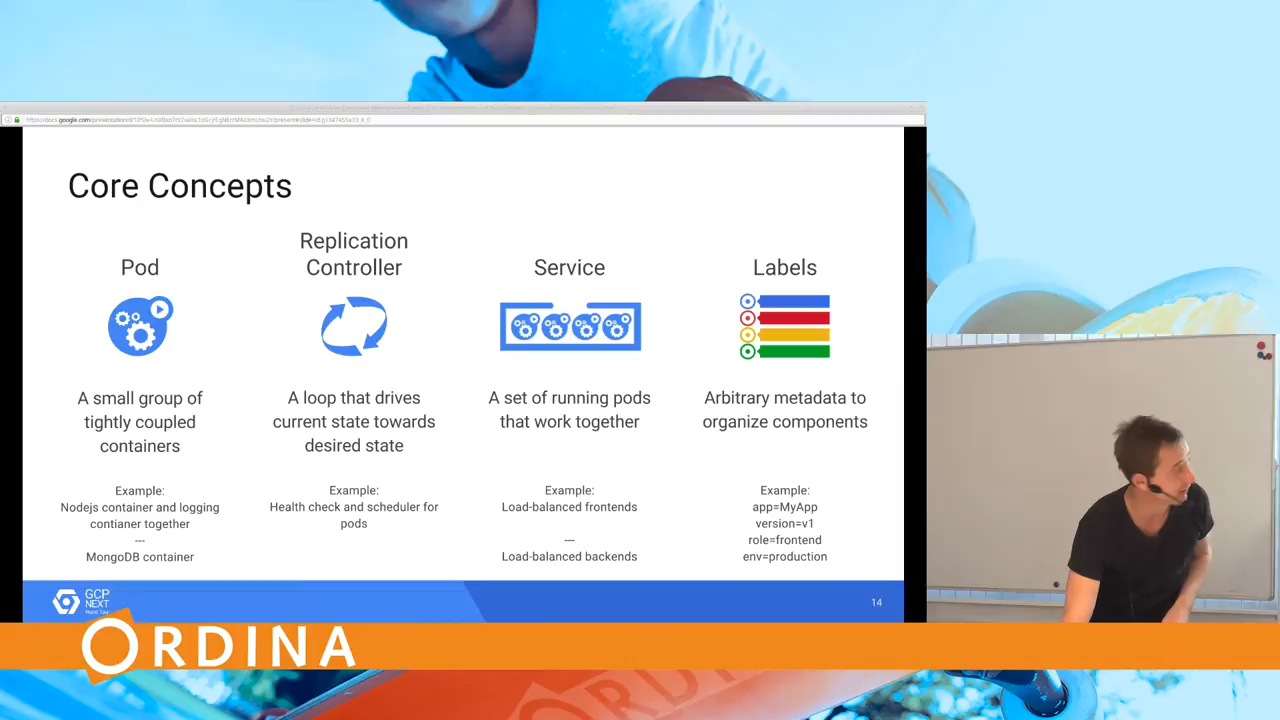 Core Concepts
Pod
A small group of
tightly coupled
containers
Example:
Nodejs container and logging
contianer together
---
MongoDB container
Replication
Controller
A loop that drives
current state towards
desired state
Example:
Health check and scheduler for
pods
Service
A set of running pods
that work together
Example:
Load-balanced frontends
---
Load-balanced backends
Labels
Arbitrary metadata to
organize components
Example:
app=MyApp
version=v1
role=frontend
env=production
GCP
NEXT
World Tour
14
ORDINA
ORDINA